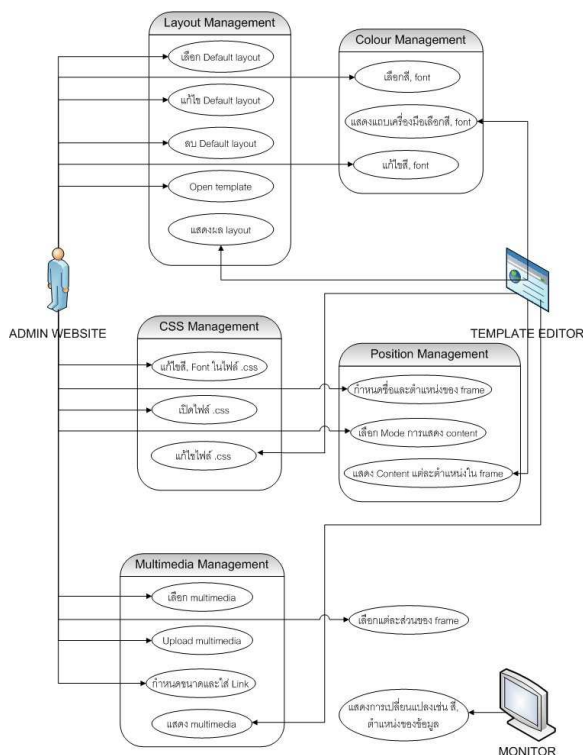 Layout Management
เลือก Default layout
แก้ไข Default layout
ลบ Default layout
Open template
แสดงผล layout
Colour Management
เลือกสี, font
แสดงแถบเครื่องมือเลือกสี, font
แก้ไขสี, font
ADMIN WEBSITE
TEMPLATE EDITOR
CSS Management
แก้ไขสี, Font ในไฟล์ .css
เปิดไฟล์ .css
แก้ไขไฟล์ .css
Position Management
กำหนดชื่อและตำแหน่งของ frame
เลือก Mode การแสดง content
แสดง Content แต่ละตำแหน่งใน frame
Multimedia Management
เลือก multimedia
Upload multimedia
กำหนดขนาดและใส่ Link
แสดง multimedia
เลือกแต่ละส่วนของ frame
แสดงการเปลี่ยนแปลงเช่น สี,
ตำแหน่งของข้อมูล
MONITOR